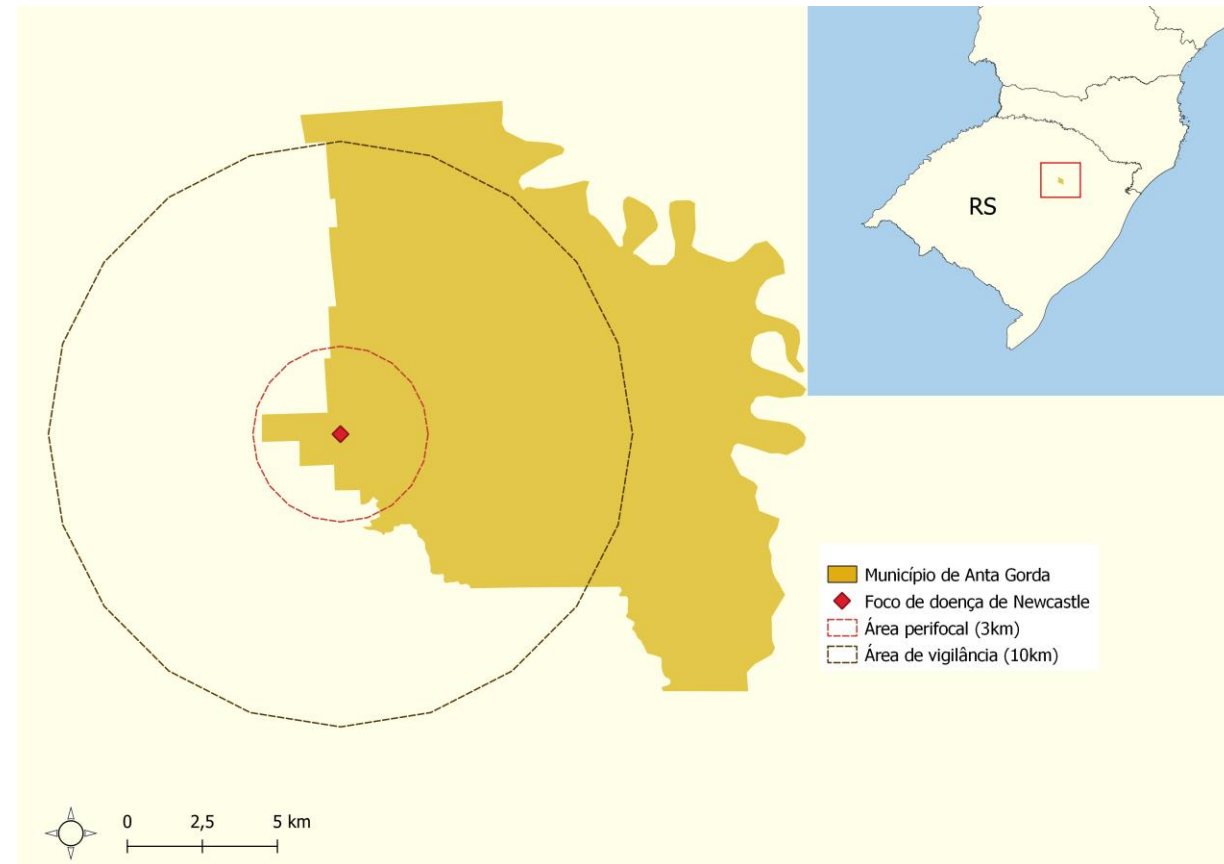 RS
Município de Anta Gorda
Foco de doença de Newcastle
Área perifocal (3km)
Área de vigilância (10km)
0 2,5 5 km